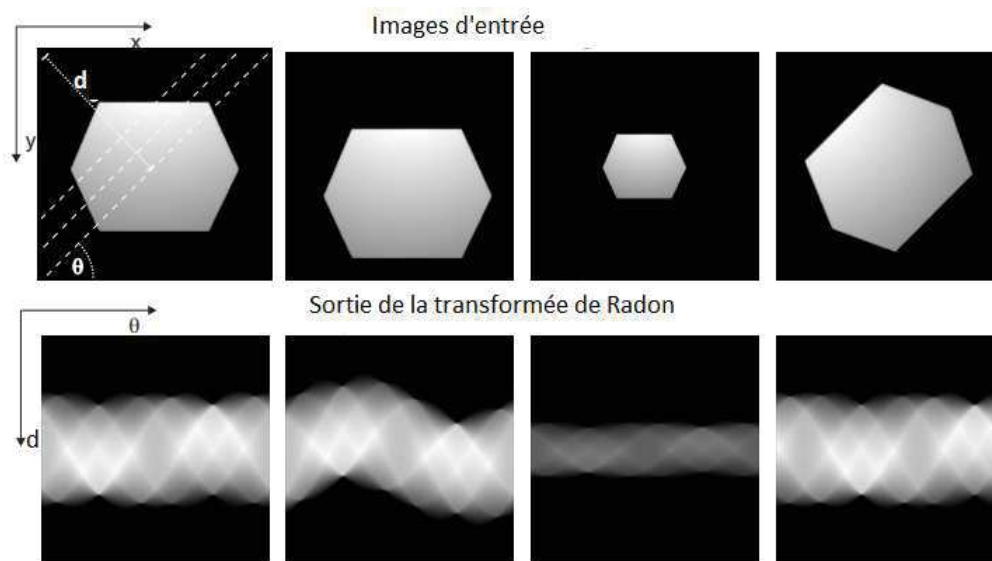 Images d'entrée
x
d
y
θ
Sortie de la transformée de Radon
θ
d